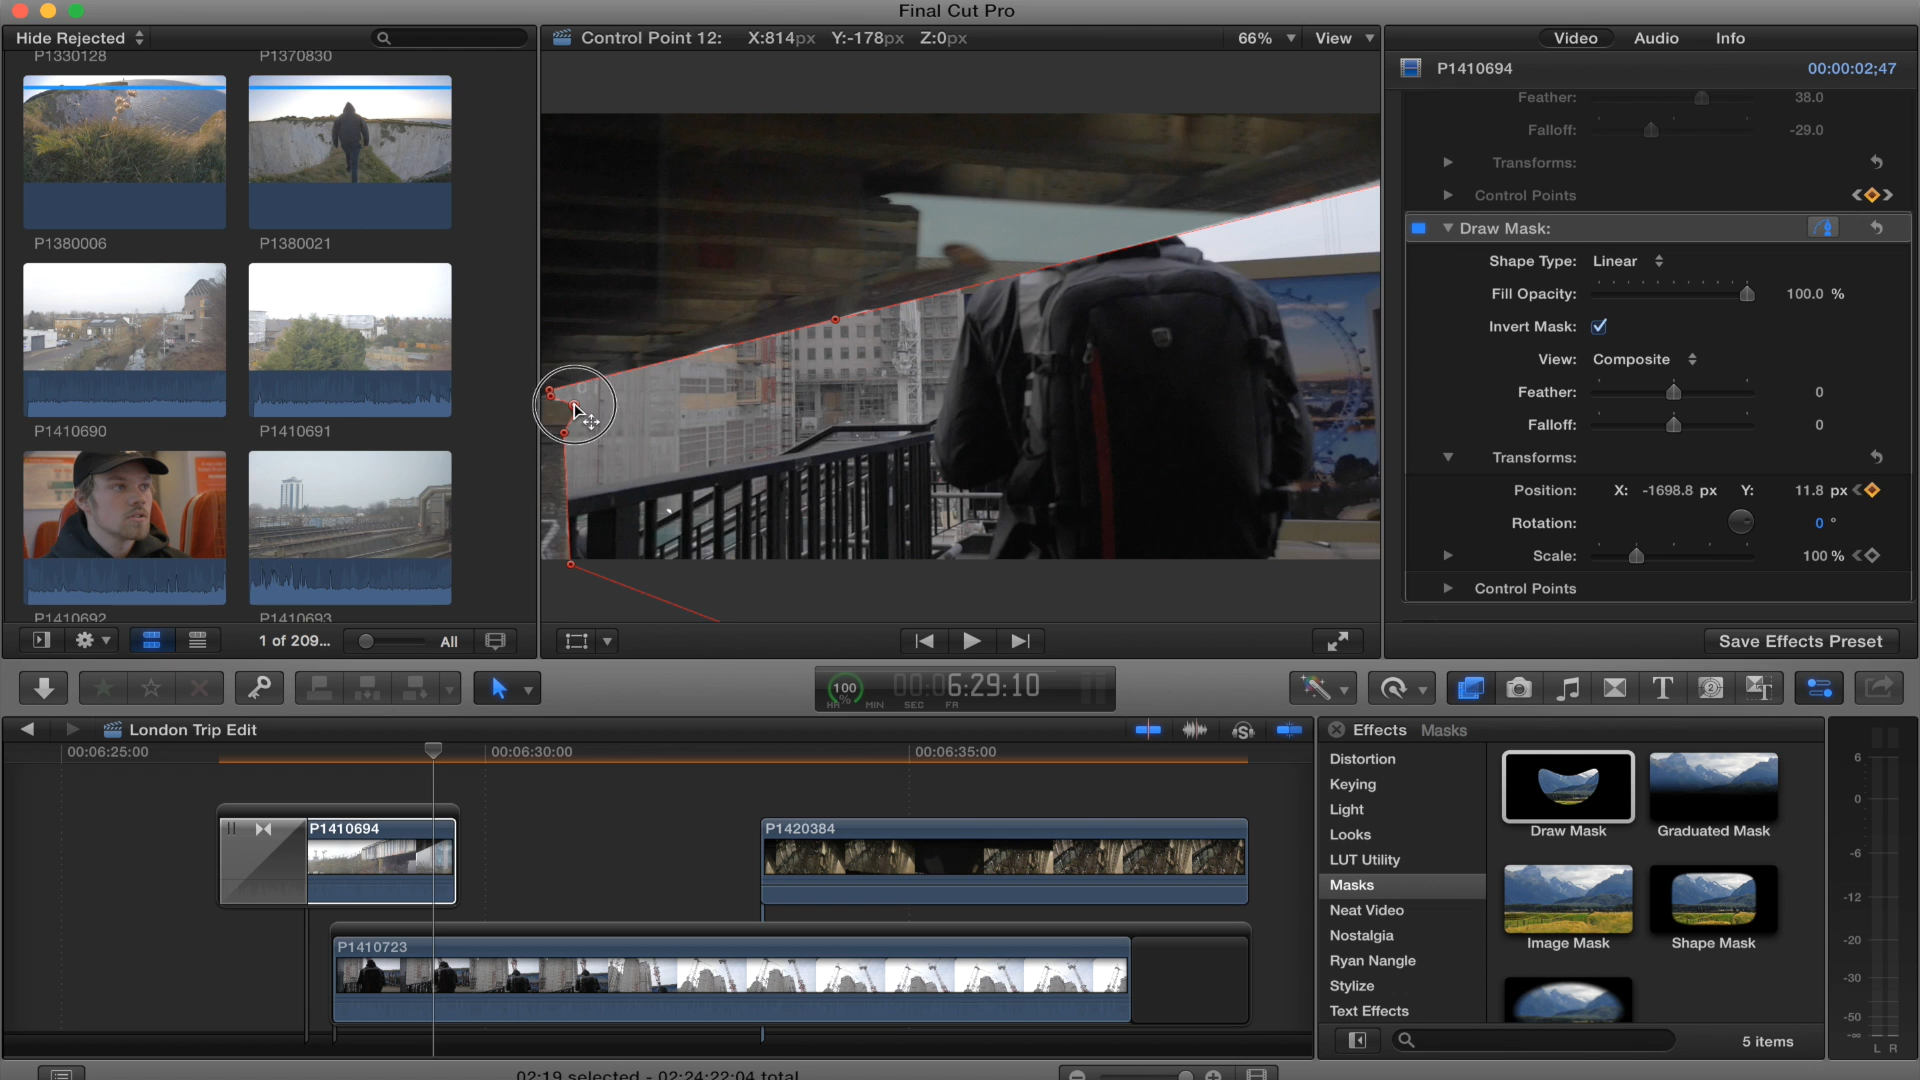 Final Cut Pro
Hide Rejected
P1330128
P1370830
P1380006
P1380021
P1410690
P1410691
P1410692
P1410693
1 of 209...
All
Control Point 12: X:814px Y:-178px Z:0px
66%
View
Video
Audio
Info
P1410694
00:00:02;47
Feather: 38.0
Falloff: -29.0
Transforms:
Control Points
Draw Mask:
Shape Type: Linear
Fill Opacity: 100.0 %
Invert Mask:
View: Composite
Feather: 0
Falloff: 0
Transforms:
Position: X: -1698.8 px Y: 11.8 px
Rotation: 0 °
Scale: 100 %
Control Points
Save Effects Preset
100
%
00:06:29:10
HR MIN SEC FR
London Trip Edit
00:06:25:00
00:06:30:00
00:06:35:00
P1410694
P1420384
P1410723
02:19 selected - 02:24:22:04 total
Effects
Masks
Distortion
Keying
Light
Looks
LUT Utility
Masks
Neat Video
Nostalgia
Ryan Nangle
Stylize
Text Effects
Draw Mask
Graduated Mask
Image Mask
Shape Mask
5 items
6
0
-6
-12
-20
-30
-50
-∞
L R